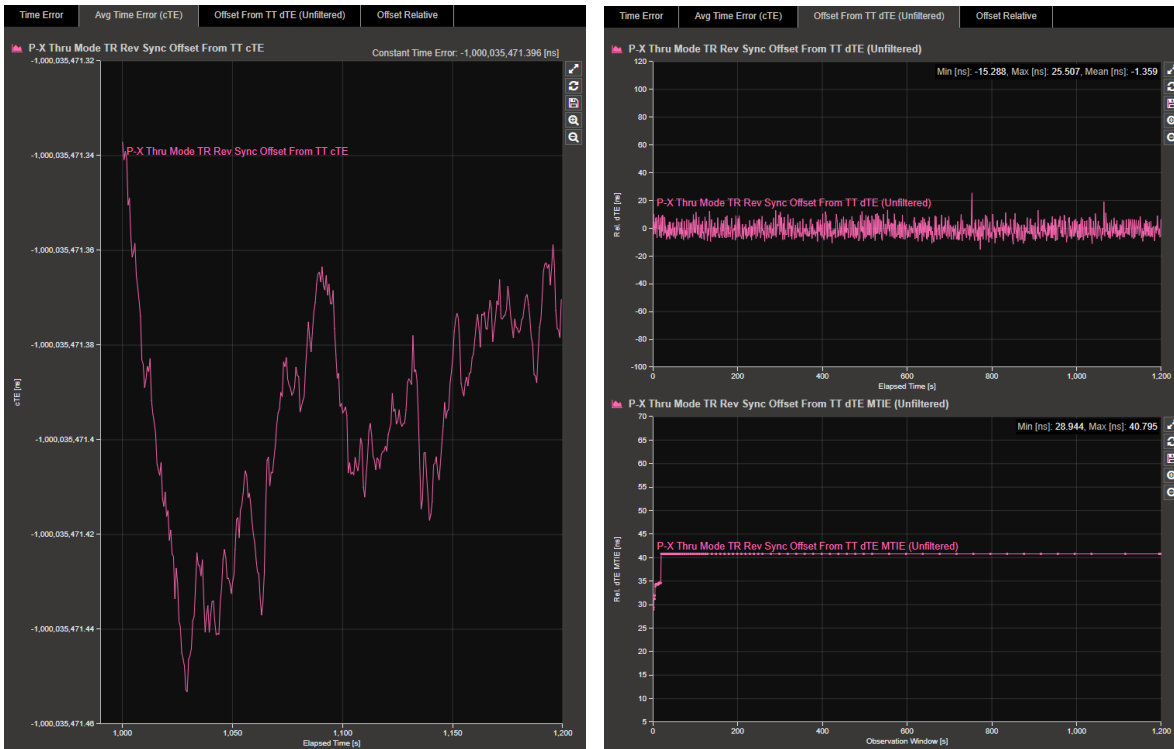 Time Error Avg Time Error (cTE) Offset From TT dTE (Unfiltered) Offset Relative
P-X Thru Mode TR Rev Sync Offset From TT cTE
Constant Time Error: -1,000,035,471.396 [ns]
-1,000,035,471.32
P-X Thru Mode TR Rev Sync Offset From TT cTE
-1,000,035,471.34
-1,000,035,471.36
-1,000,035,471.38
cTE [ns]
-1,000,035,471.4
-1,000,035,471.42
-1,000,035,471.44
-1,000,035,471.46
1,000 1,050 1,100 1,150 1,200
Elapsed Time [s]
Time Error Avg Time Error (cTE) Offset From TT dTE (Unfiltered) Offset Relative
P-X Thru Mode TR Rev Sync Offset From TT dTE (Unfiltered)
Min [ns]: -15.288, Max [ns]: 25.507, Mean [ns]: -1.359
120
100
80
60
40
20
P-X Thru Mode TR Rev Sync Offset From TT dTE (Unfiltered)
Rel. dTE [ns]
0
-20
-40
-60
-80
-100
0 200 400 600 800 1,000 1,200
Elapsed Time [s]
P-X Thru Mode TR Rev Sync Offset From TT dTE MTIE (Unfiltered)
Min [ns]: 28.944, Max [ns]: 40.795
70
65
60
55
50
45
P-X Thru Mode TR Rev Sync Offset From TT dTE MTIE (Unfiltered)
Rel. dTE MTIE [ns]
40
35
30
25
20
15
10
5
0 200 400 600 800 1,000 1,200
Observation Window [s]